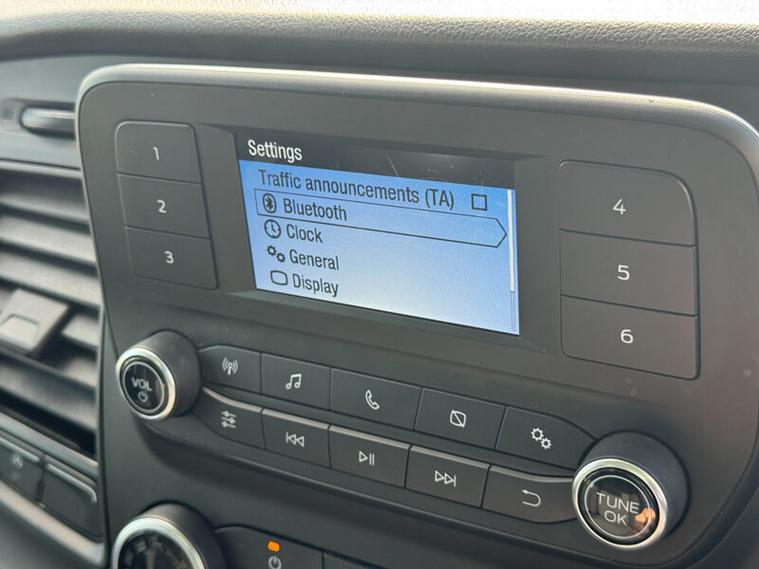 Settings
Traffic announcements (TA)
Bluetooth
Clock
General
Display
1
2
3
4
5
6
VOL
TUNE
OK